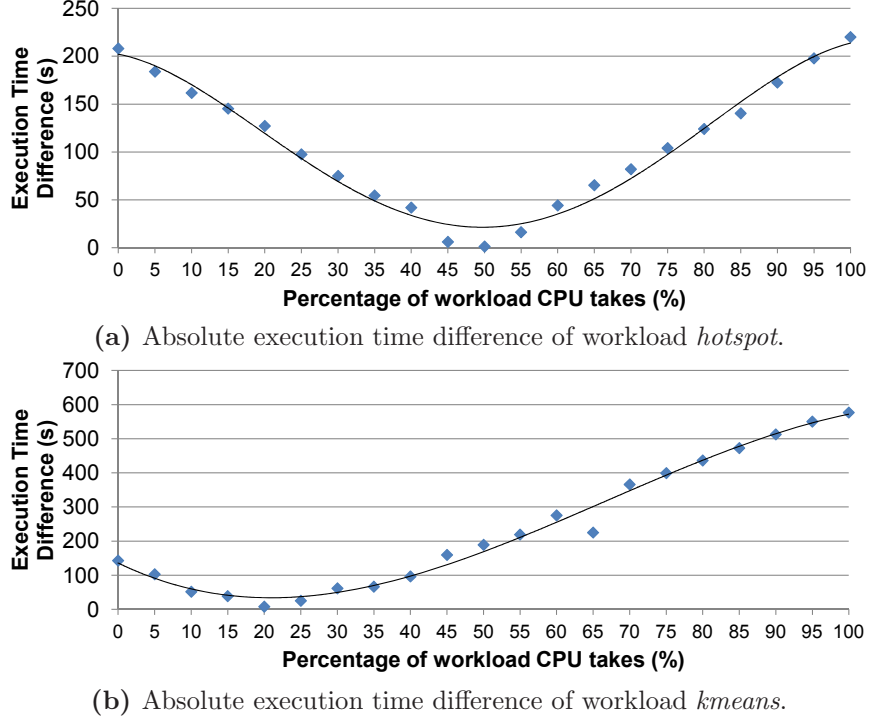 250
200
150
100
50
0
Execution Time
Difference (s)
0 5 10 15 20 25 30 35 40 45 50 55 60 65 70 75 80 85 90 95 100
Percentage of workload CPU takes (%)
(a) Absolute execution time difference of workload hotspot.
700
600
500
400
300
200
100
0
Execution Time
Difference (s)
0 5 10 15 20 25 30 35 40 45 50 55 60 65 70 75 80 85 90 95 100
Percentage of workload CPU takes (%)
(b) Absolute execution time difference of workload kmeans.